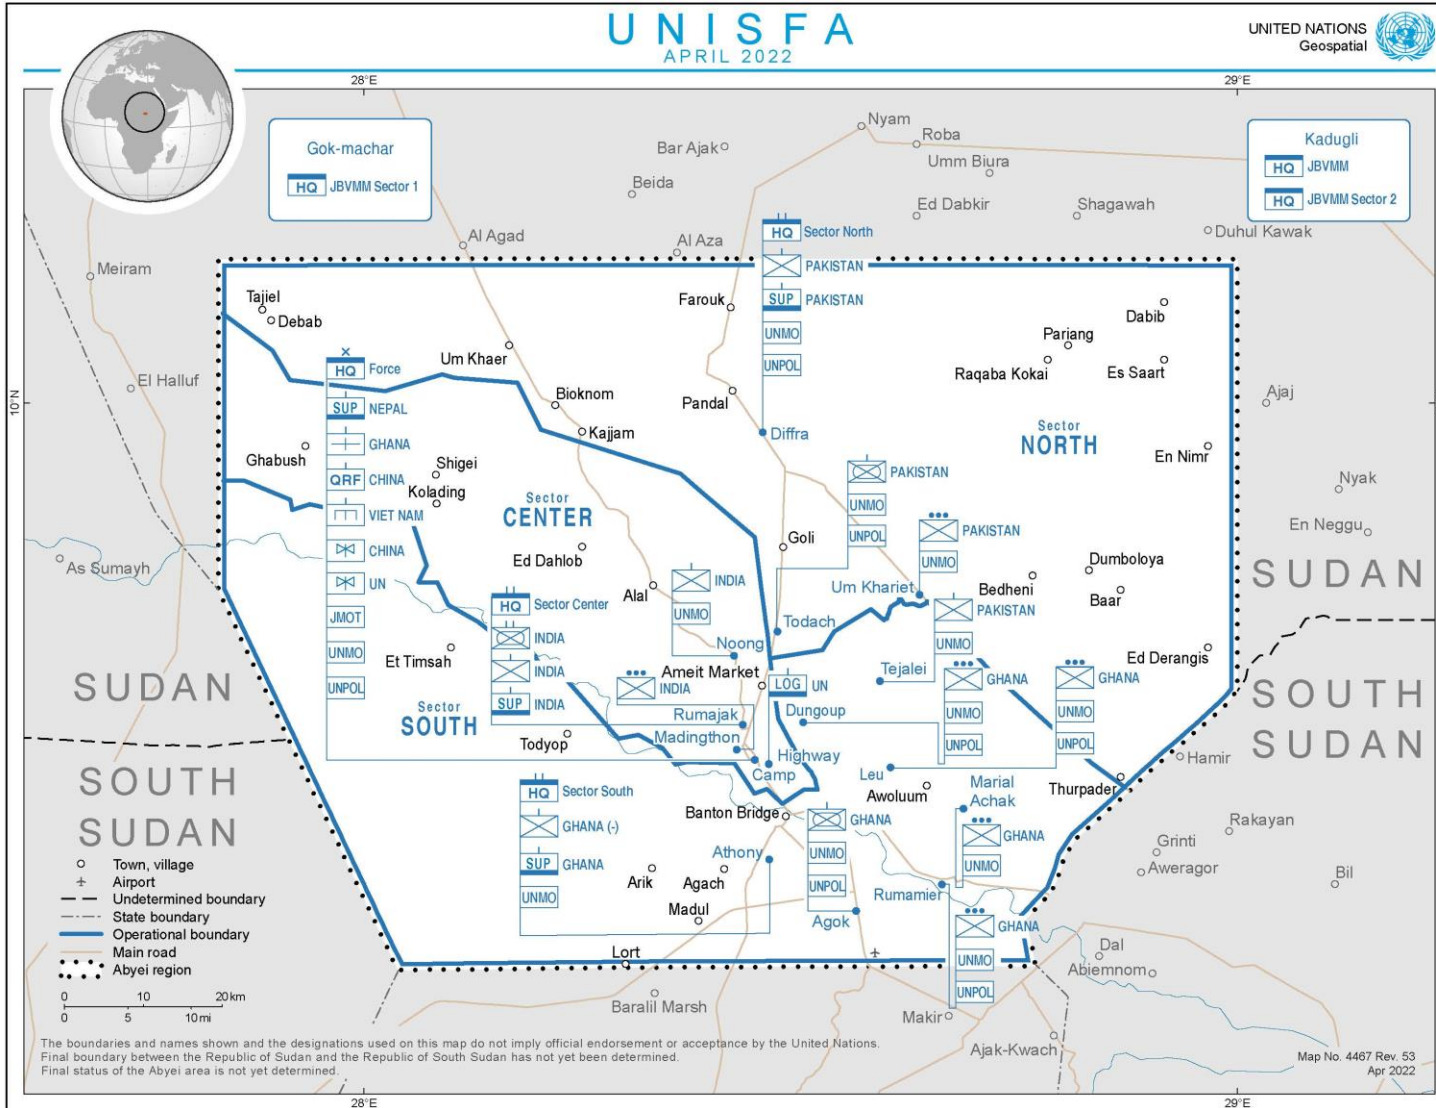 UNISFA
APRIL 2022
UNITED NATIONS
Geospatial
28°E
29°E
Gok-machar
HQ JBVMM Sector 1
Kadugli
HQ JBVMM
HQ JBVMM Sector 2
Nyam
Roba
Bar Ajak
Umm Biura
Beida
Ed Dabkir
Shagawah
Duhul Kawak
Al Agad
Al Aza
Meiram
HQ Sector North
PAKISTAN
SUP PAKISTAN
UNMO
UNPOL
Tajiel
Debab
Farouk
Dabib
Pariang
Um Khaer
Raqaba Kokai
Es Saart
HQ Force
SUP NEPAL
GHANA
QRF CHINA
VIET NAM
CHINA
UN
JMOT
UNMO
UNPOL
El Halluf
10°N
Bioknom
Pandal
Ajaj
Kajjam
Diffra
Sector
NORTH
Ghabush
Shigei
Kolading
En Nimr
PAKISTAN
UNMO
UNPOL
Nyak
Sector
CENTER
PAKISTAN
UNMO
En Neggu
Goli
Ed Dahlob
As Sumayh
Alal
INDIA
UNMO
Um Khariet
Bedheni
Dumboloya
Baar
SUDAN
HQ Sector Center
INDIA
INDIA
SUP INDIA
PAKISTAN
UNMO
Todach
Noong
Et Timsah
Ameit Market
Tejalei
Ed Derangis
SUDAN
INDIA
LOG UN
GHANA
UNMO
UNPOL
GHANA
UNMO
UNPOL
SOUTH
SUDAN
Sector
SOUTH
Rumajak
Dungoup
Todyop
Madingthon
Highway
Camp
Leu
Hamir
SOUTH
SUDAN
HQ Sector South
GHANA (-)
SUP GHANA
UNMO
Awoluum
Marial
Achak
Thurpader
Banton Bridge
GHANA
UNMO
UNPOL
GHANA
UNMO
Rakayan
Grinti
Aweragor
Athony
Arik
Agach
Rumamier
Bil
Madul
Agok
GHANA
UNMO
UNPOL
Lort
Dal
Abiemnom
Baralil Marsh
Makir
Ajak-Kwach
Town, village
Airport
Undetermined boundary
State boundary
Operational boundary
Main road
Abyei region
0 10 20 km
0 5 10 mi
The boundaries and names shown and the designations used on this map do not imply official endorsement or acceptance by the United Nations.
Final boundary between the Republic of Sudan and the Republic of South Sudan has not yet been determined.
Final status of the Abyei area is not yet determined.
Map No. 4467 Rev. 53
Apr 2022
28°E
29°E